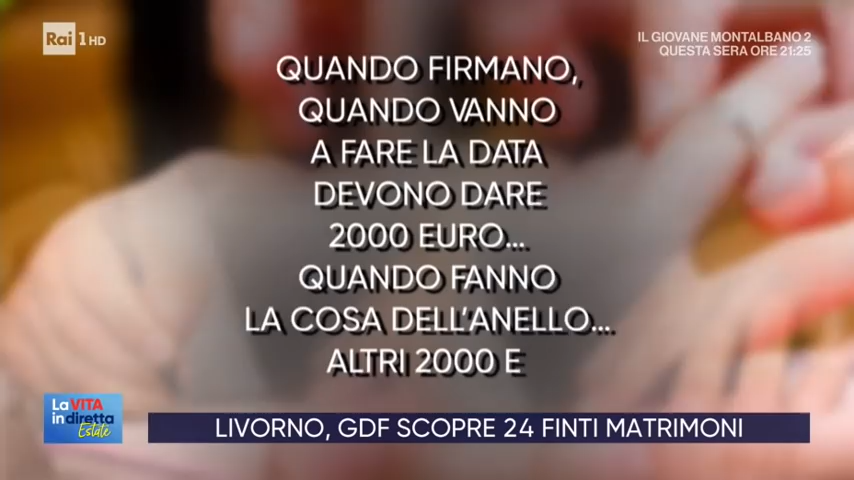 Rai 1 HD
IL GIOVANE MONTALBANO 2
QUESTA SERA ORE 21:25
QUANDO FIRMANO,
QUANDO VANNO
A FARE LA DATA
DEVONO DARE
2000 EURO...
QUANDO FANNO
LA COSA DELL'ANELLO...
ALTRI 2000 E
La VITA
in diretta
Estate
LIVORNO, GDF SCOPRE 24 FINTI MATRIMONI